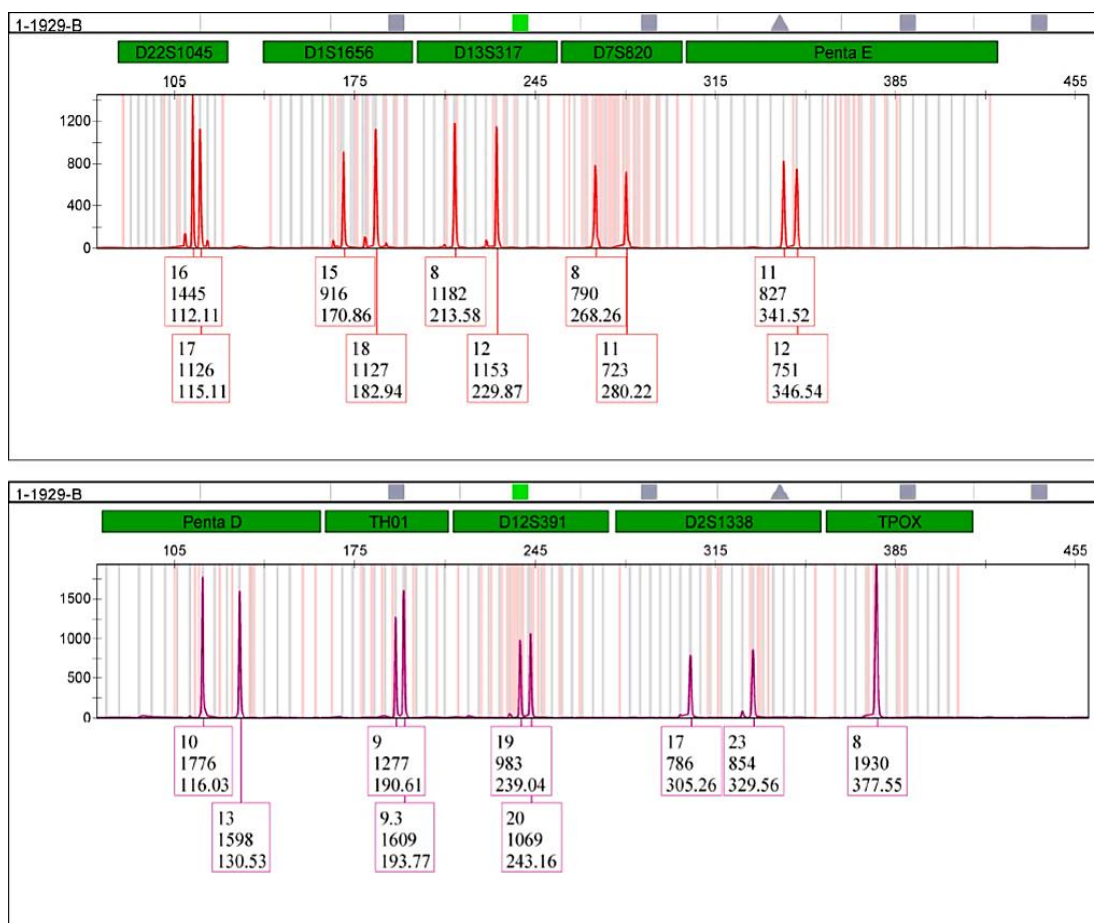 1-1929-B
D22S1045 D1S1656 D13S317 D7S820 Penta E
105 175 245 315 385 455
1200
800
400
0
16 15 8 8 11
1445 916 1182 790 827
112.11 170.86 213.58 268.26 341.52
17 18 12 11 12
1126 1127 1153 723 751
115.11 182.94 229.87 280.22 346.54
1-1929-B
Penta D TH01 D12S391 D2S1338 TPOX
105 175 245 315 385 455
1500
1000
500
0
10 9 19 17 23 8
1776 1277 983 786 854 1930
116.03 190.61 239.04 305.26 329.56 377.55
13 9.3 20
1598 1609 1069
130.53 193.77 243.16